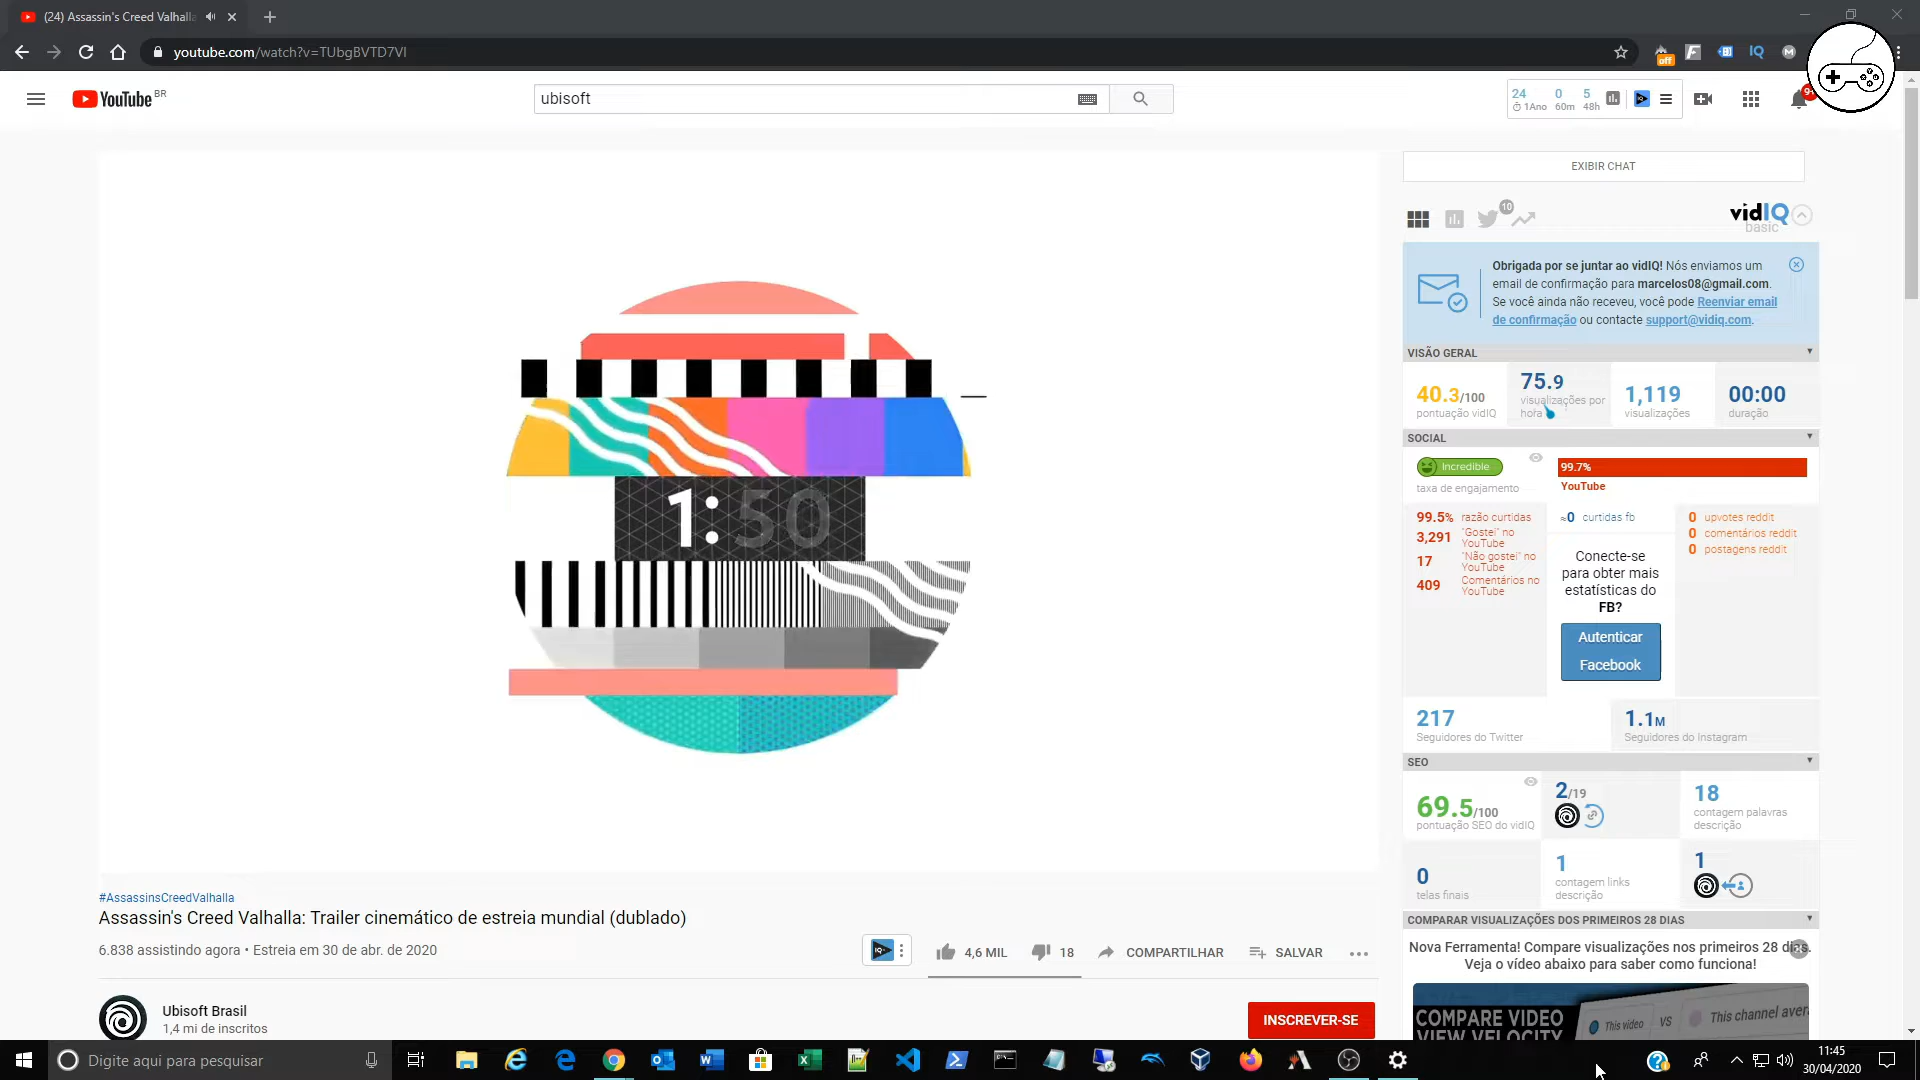 (24) Assassin's Creed Valhalla
youtube.com/watch?v=TUbgBVTD7VI
off
IQ
M
YouTube BR
ubisoft
24 0 5
1Ano 60m 48h
9+
EXIBIR CHAT
10
vidIQ
basic
Obrigada por se juntar ao vidIQ! Nós enviamos um
email de confirmação para marcelos08@gmail.com.
Se você ainda não receveu, você pode Reenviar email
de confirmação ou contacte support@vidiq.com.
VISÃO GERAL
40.3/100
pontuação vidIQ
75.9
visualizações por
hora
1,119
visualizações
00:00
duração
SOCIAL
Incredible
taxa de engajamento
99.7%
YouTube
99.5% razão curtidas
3,291 "Gostei" no
YouTube
17 "Não gostei" no
YouTube
409 Comentários no
YouTube
≈0 curtidas fb
Conecte-se
para obter mais
estatísticas do
FB?
Autenticar
Facebook
0 upvotes reddit
0 comentários reddit
0 postagens reddit
217
Seguidores do Twitter
1.1M
Seguidores do Instagram
SEO
69.5/100
pontuação SEO do vidIQ
2/19
18
contagem palavras
descrição
0
telas finais
1
contagem links
descrição
1
COMPARAR VISUALIZAÇÕES DOS PRIMEIROS 28 DIAS
Nova Ferramenta! Compare visualizações nos primeiros 28 dias.
Veja o vídeo abaixo para saber como funciona!
COMPARE VIDEO
VIEW VELOCITY
This video VS This channel
1:50
#AssassinsCreedValhalla
Assassin's Creed Valhalla: Trailer cinemático de estreia mundial (dublado)
6.838 assistindo agora • Estreia em 30 de abr. de 2020
4,6 MIL 18 COMPARTILHAR SALVAR
Ubisoft Brasil
1,4 mi de inscritos
INSCREVER-SE
Digite aqui para pesquisar
11:45
30/04/2020